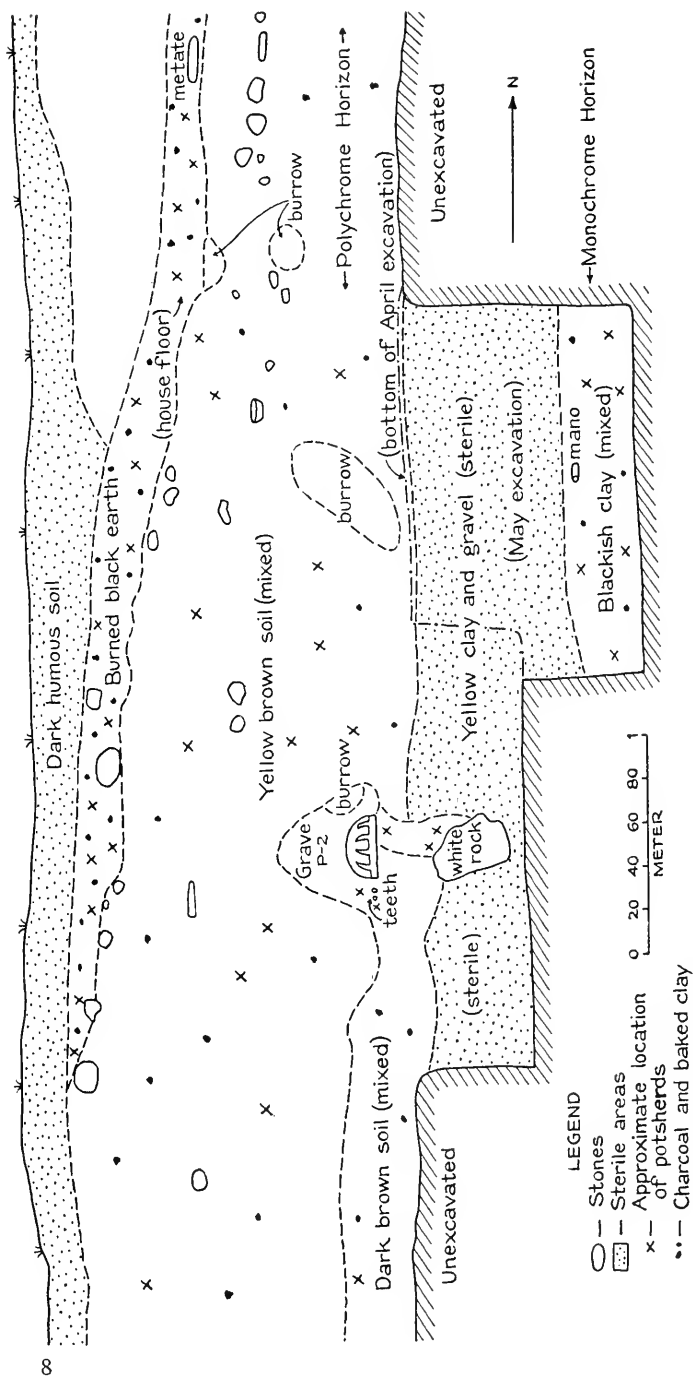 8
Dark humous soil
Burned black earth
(house floor)
metate
Yellow brown soil (mixed)
burrow
burrow
←Polychrome Horizon→
Grave
P-2
burrow
teeth
Dark brown soil (mixed)
(bottom of April excavation)
Unexcavated
Unexcavated
(sterile)
white
rock
Yellow clay and gravel (sterile)
(May excavation)
N
mano
Blackish clay (mixed)
←Monochrome Horizon
LEGEND
Stones
Sterile areas
Approximate location
of potsherds
Charcoal and baked clay
0 20 40 60 80 1
METER